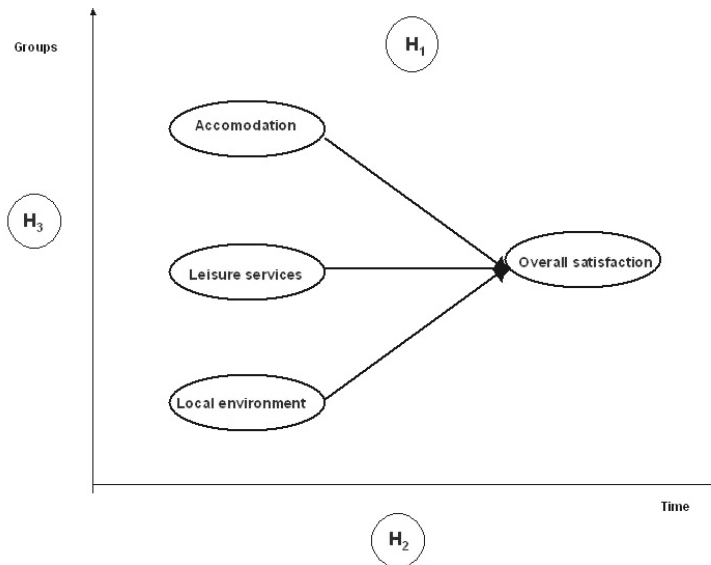 H₁
Groups
Accomodation
H₃
Overall satisfaction
Leisure services
Local environment
Time
H₂